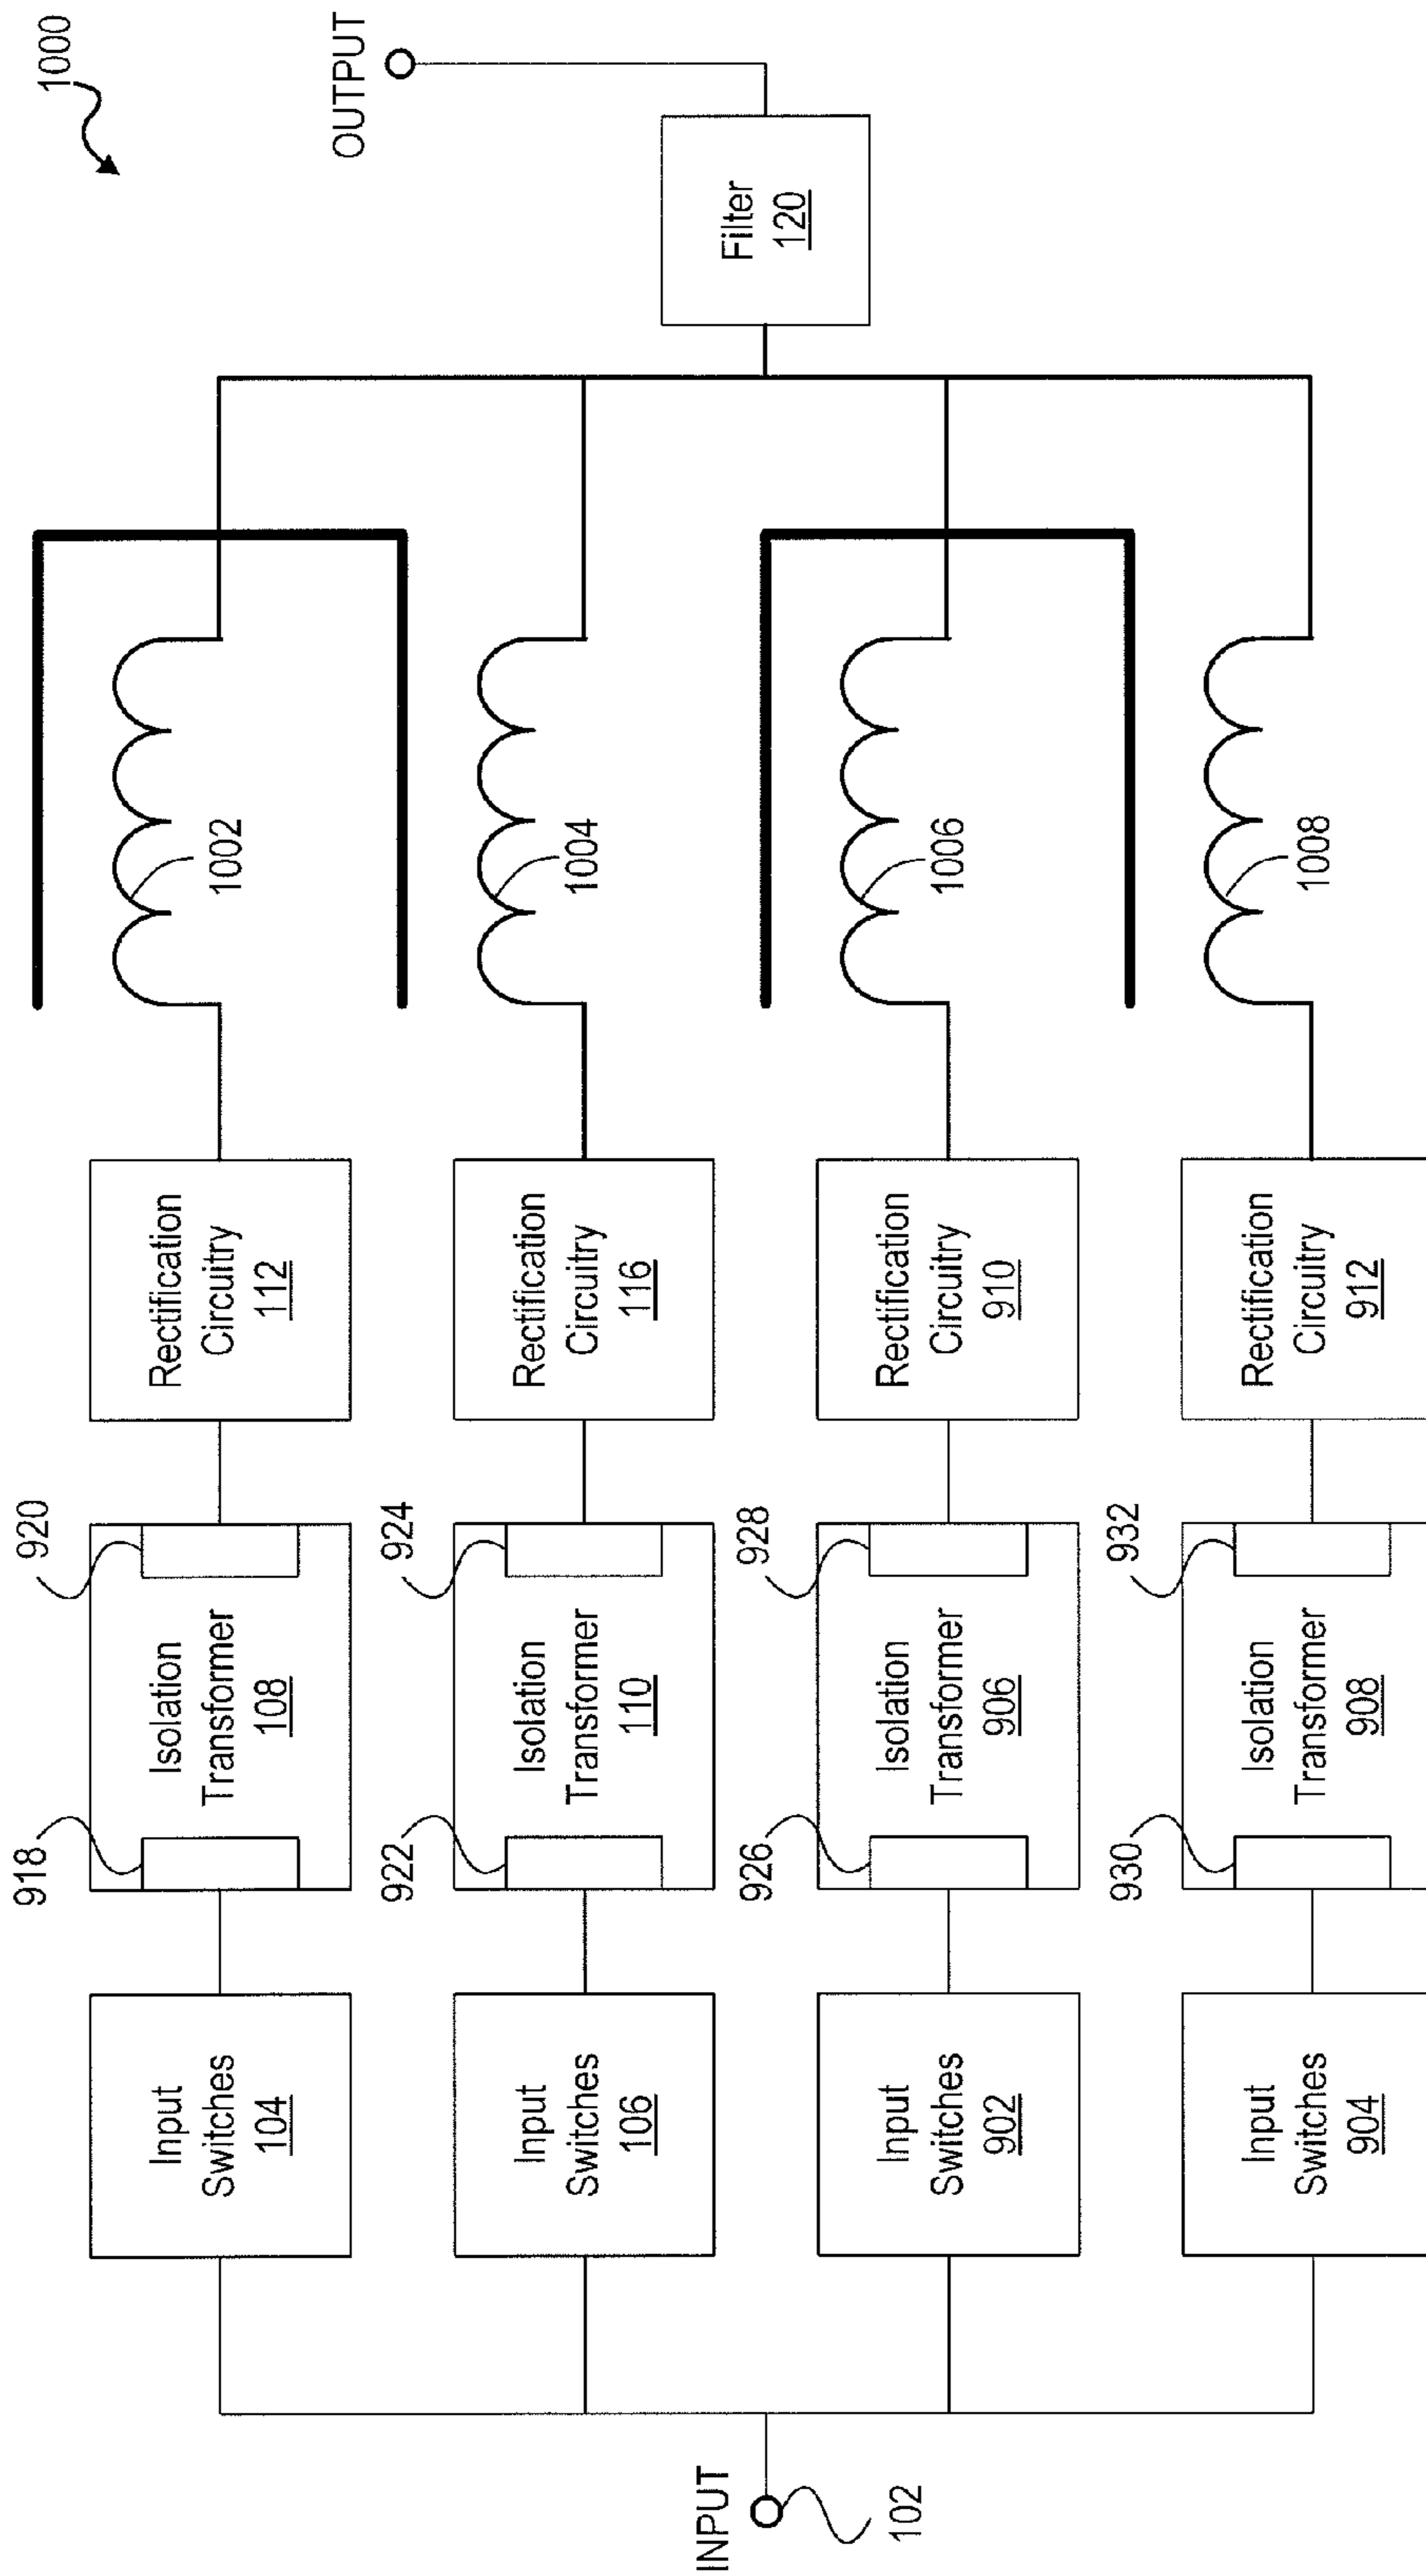 1000
OUTPUT
Filter
120
1002
1004
1006
1008
Rectification
Circuitry
112
Rectification
Circuitry
116
Rectification
Circuitry
910
Rectification
Circuitry
912
920
924
928
932
Isolation
Transformer
108
Isolation
Transformer
110
Isolation
Transformer
906
Isolation
Transformer
908
918
922
926
930
Input
Switches
104
Input
Switches
106
Input
Switches
902
Input
Switches
904
INPUT
102